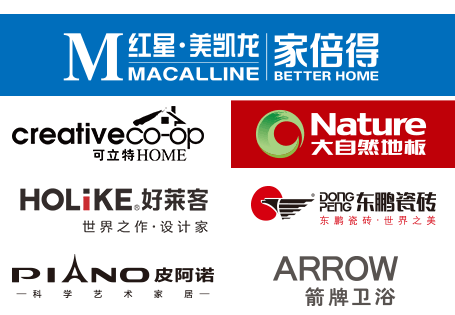 M 红星·美凯龙 家倍得
MACALLINE BETTER HOME
creative co-op
可立特HOME
Nature
大自然地板
HOLiKE®好莱客
世界之作·设计家
DONG PENG 东鹏瓷砖®
东鹏瓷砖·世界之美
PIANO 皮阿诺
—科学艺术家居—
ARROW
箭牌卫浴